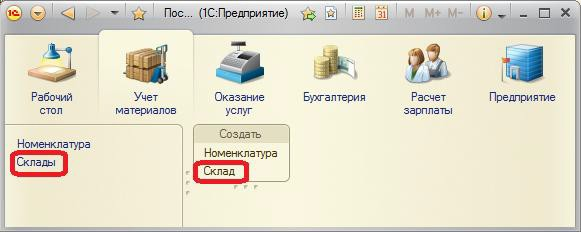 Пос... (1С:Предприятие)
M M+ M-
Рабочий стол
Учет материалов
Оказание услуг
Бухгалтерия
Расчет зарплаты
Предприятие
Номенклатура
Склады
Создать
Номенклатура
Склад